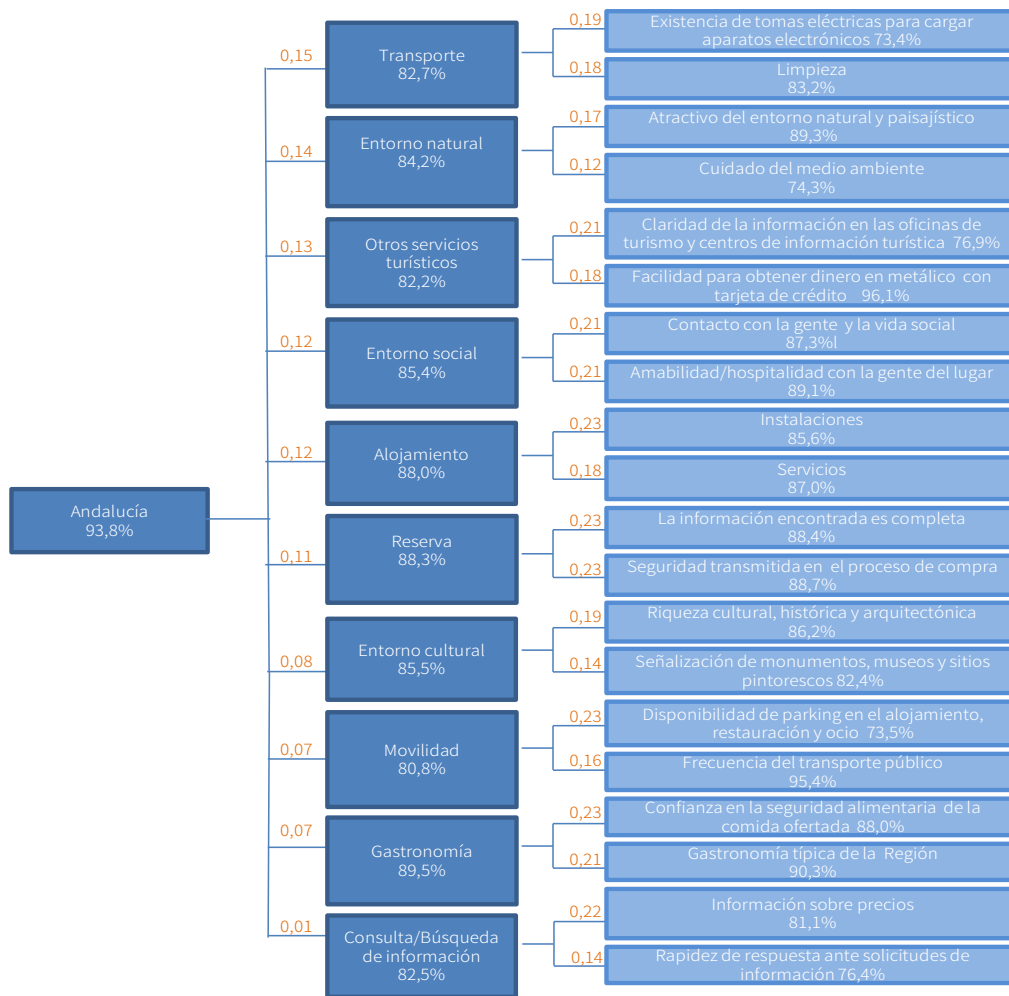 Andalucía
93,8%
0,15
Transporte
82,7%
0,19
Existencia de tomas eléctricas para cargar
aparatos electrónicos 73,4%
0,18
Limpieza
83,2%
0,14
Entorno natural
84,2%
0,17
Atractivo del entorno natural y paisajístico
89,3%
0,12
Cuidado del medio ambiente
74,3%
0,13
Otros servicios
turísticos
82,2%
0,21
Claridad de la información en las oficinas de
turismo y centros de información turística 76,9%
0,18
Facilidad para obtener dinero en metálico con
tarjeta de crédito 96,1%
0,12
Entorno social
85,4%
0,21
Contacto con la gente y la vida social
87,3%l
0,21
Amabilidad/hospitalidad con la gente del lugar
89,1%
0,12
Alojamiento
88,0%
0,23
Instalaciones
85,6%
0,18
Servicios
87,0%
0,11
Reserva
88,3%
0,23
La información encontrada es completa
88,4%
0,23
Seguridad transmitida en el proceso de compra
88,7%
0,08
Entorno cultural
85,5%
0,19
Riqueza cultural, histórica y arquitectónica
86,2%
0,14
Señalización de monumentos, museos y sitios
pintorescos 82,4%
0,07
Movilidad
80,8%
0,23
Disponibilidad de parking en el alojamiento,
restauración y ocio 73,5%
0,16
Frecuencia del transporte público
95,4%
0,07
Gastronomía
89,5%
0,23
Confianza en la seguridad alimentaria de la
comida ofertada 88,0%
0,21
Gastronomía típica de la Región
90,3%
0,01
Consulta/Búsqueda
de información
82,5%
0,22
Información sobre precios
81,1%
0,14
Rapidez de respuesta ante solicitudes de
información 76,4%